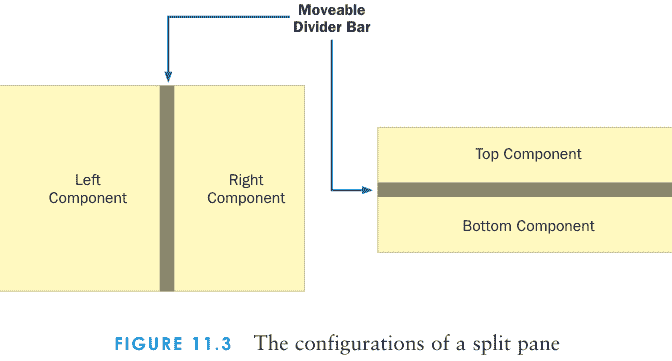 Moveable
Divider Bar
Left
Component
Right
Component
Top Component
Bottom Component
FIGURE 11.3 The configurations of a split pane